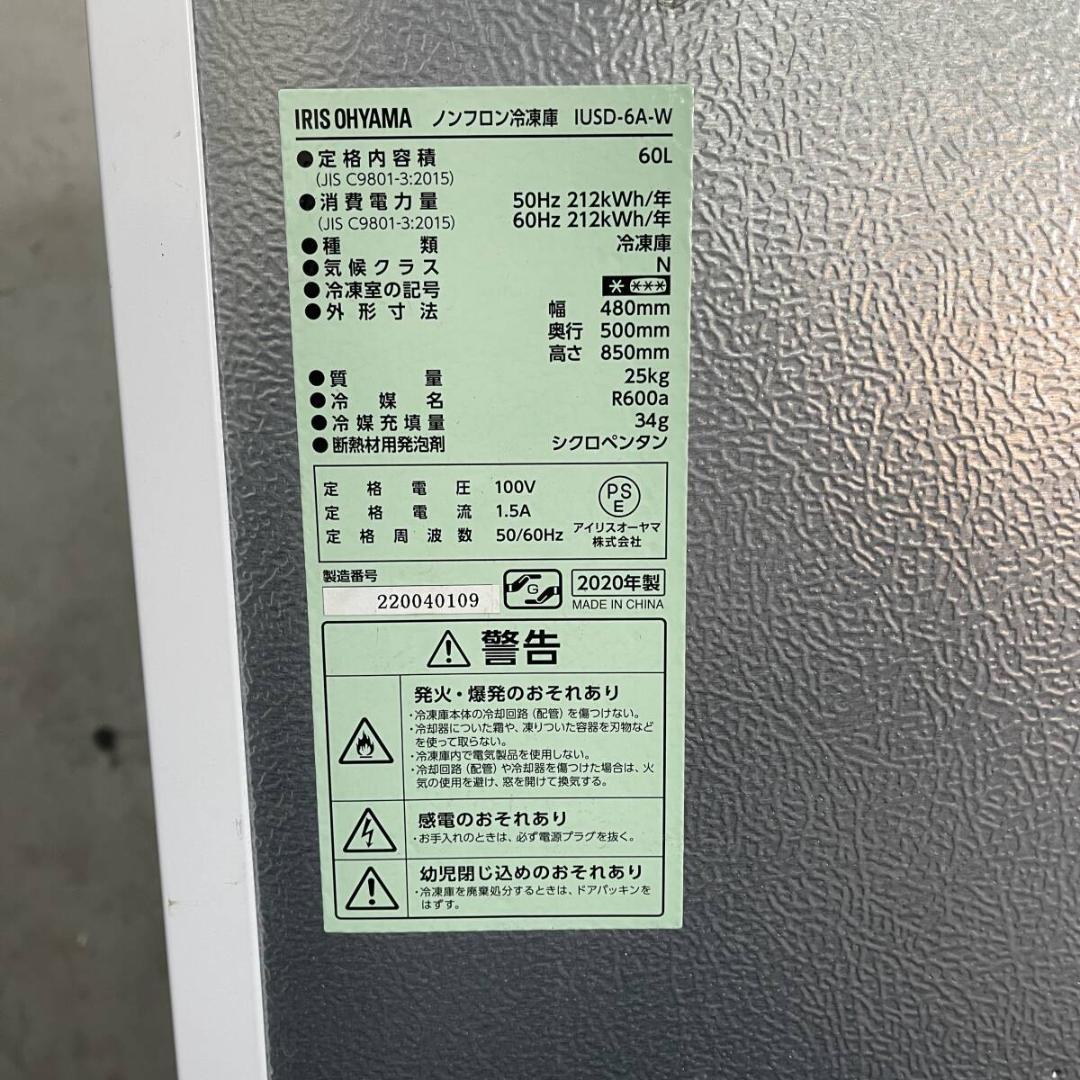 IRIS OHYAMA ノンフロン冷凍庫 IUSD-6A-W
●定格内容積 60L
(JIS C9801-3:2015)
●消費電力量 50Hz 212kWh/年
(JIS C9801-3:2015) 60Hz 212kWh/年
●種類 冷凍庫
●気候クラス N
●冷凍室の記号 * ***
●外形寸法 幅 480mm
奥行 500mm
高さ 850mm
●質量 25kg
●冷媒名 R600a
●冷媒充填量 34g
●断熱材用発泡剤 シクロペンタン
定格電圧 100V
定格電流 1.5A
定格周波数 50/60Hz
PS
E
アイリスオーヤマ
株式会社
製造番号
220040109
G
2020年製
MADE IN CHINA
警告
発火・爆発のおそれあり
・冷凍庫本体の冷却回路（配管）を傷つけない。
・冷却器についた霜や、凍りついた容器を刃物など
を使って取らない。
・冷凍庫内で電気製品を使用しない。
・冷却回路（配管）や冷却器を傷つけた場合は、火
気の使用を避け、窓を開けて換気する。
感電のおそれあり
・お手入れのときは、必ず電源プラグを抜く。
幼児閉じ込めのおそれあり
・冷凍庫を廃棄処分するときは、ドアパッキンを
はずす。